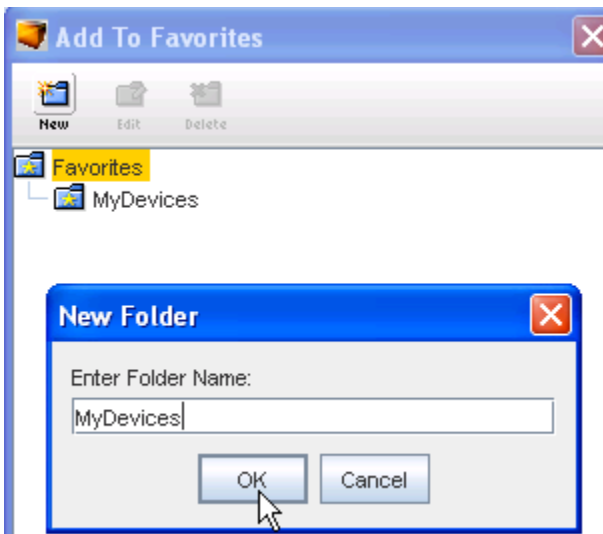 Add To Favorites
New Edit Delete
Favorites
MyDevices
New Folder
Enter Folder Name:
MyDevices
OK Cancel